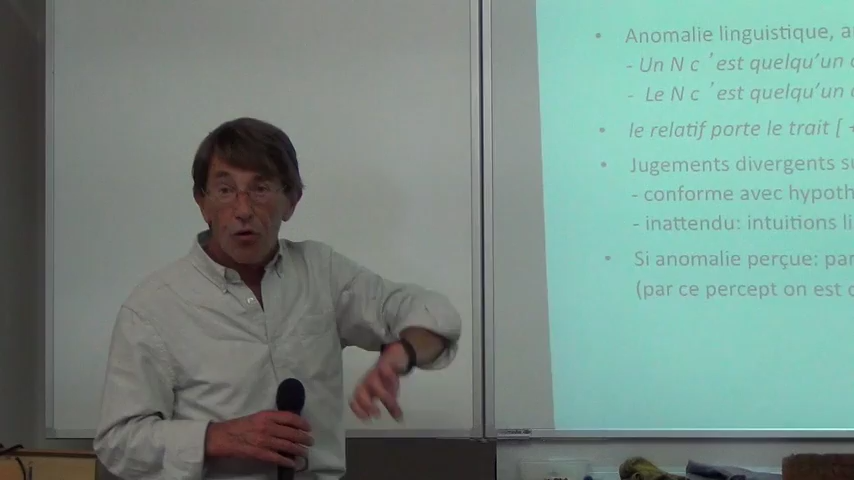 • Anomalie linguistique, a
- Un N c 'est quelqu'un
- Le N c 'est quelqu'un
• le relatif porte le trait [ +
• Jugements divergents su
- conforme avec hypoth
- inattendu: intuitions li
• Si anomalie perçue: par
(par ce percept on est